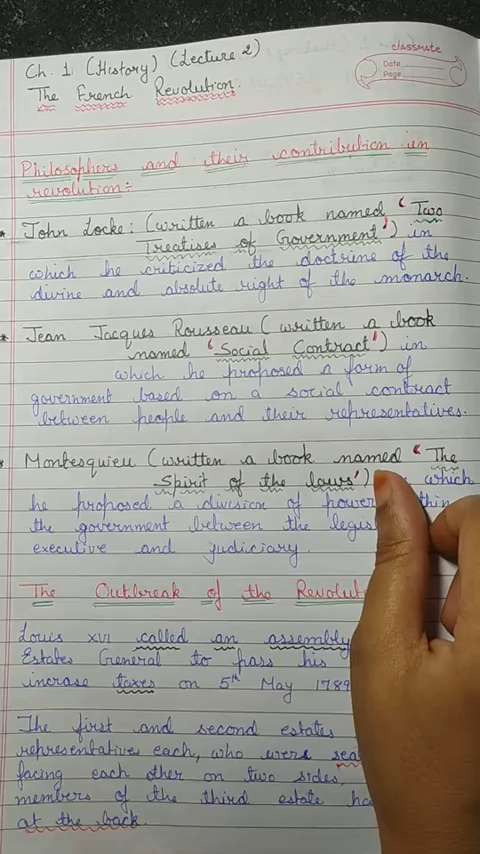 Ch. 1. (History) (Lecture 2)
The French Revolution.
classmate
Date
Page
Philosophers and their contribution in
revolution:-
* John Locke: (written a book named "Two
Treatises of Government") in
which he criticized the doctrine of the
divine and absolute right of the monarch.
* Jean Jacques Rousseau (written a book
named "Social Contract") in
which he proposed a form of
government based on a social contract
between people and their representatives.
* Montesquieu (written a book named "The
Spirit of the laws") which
he proposed a division of power
the government between the
executive and judiciary.
The Outbreak of the
Louis XVI called an assembly
Estates General to pass his
increase taxes on 5th May 1789
The first and second estates
representatives each, who were
facing each other on two sides,
members of the third estate
at the back.